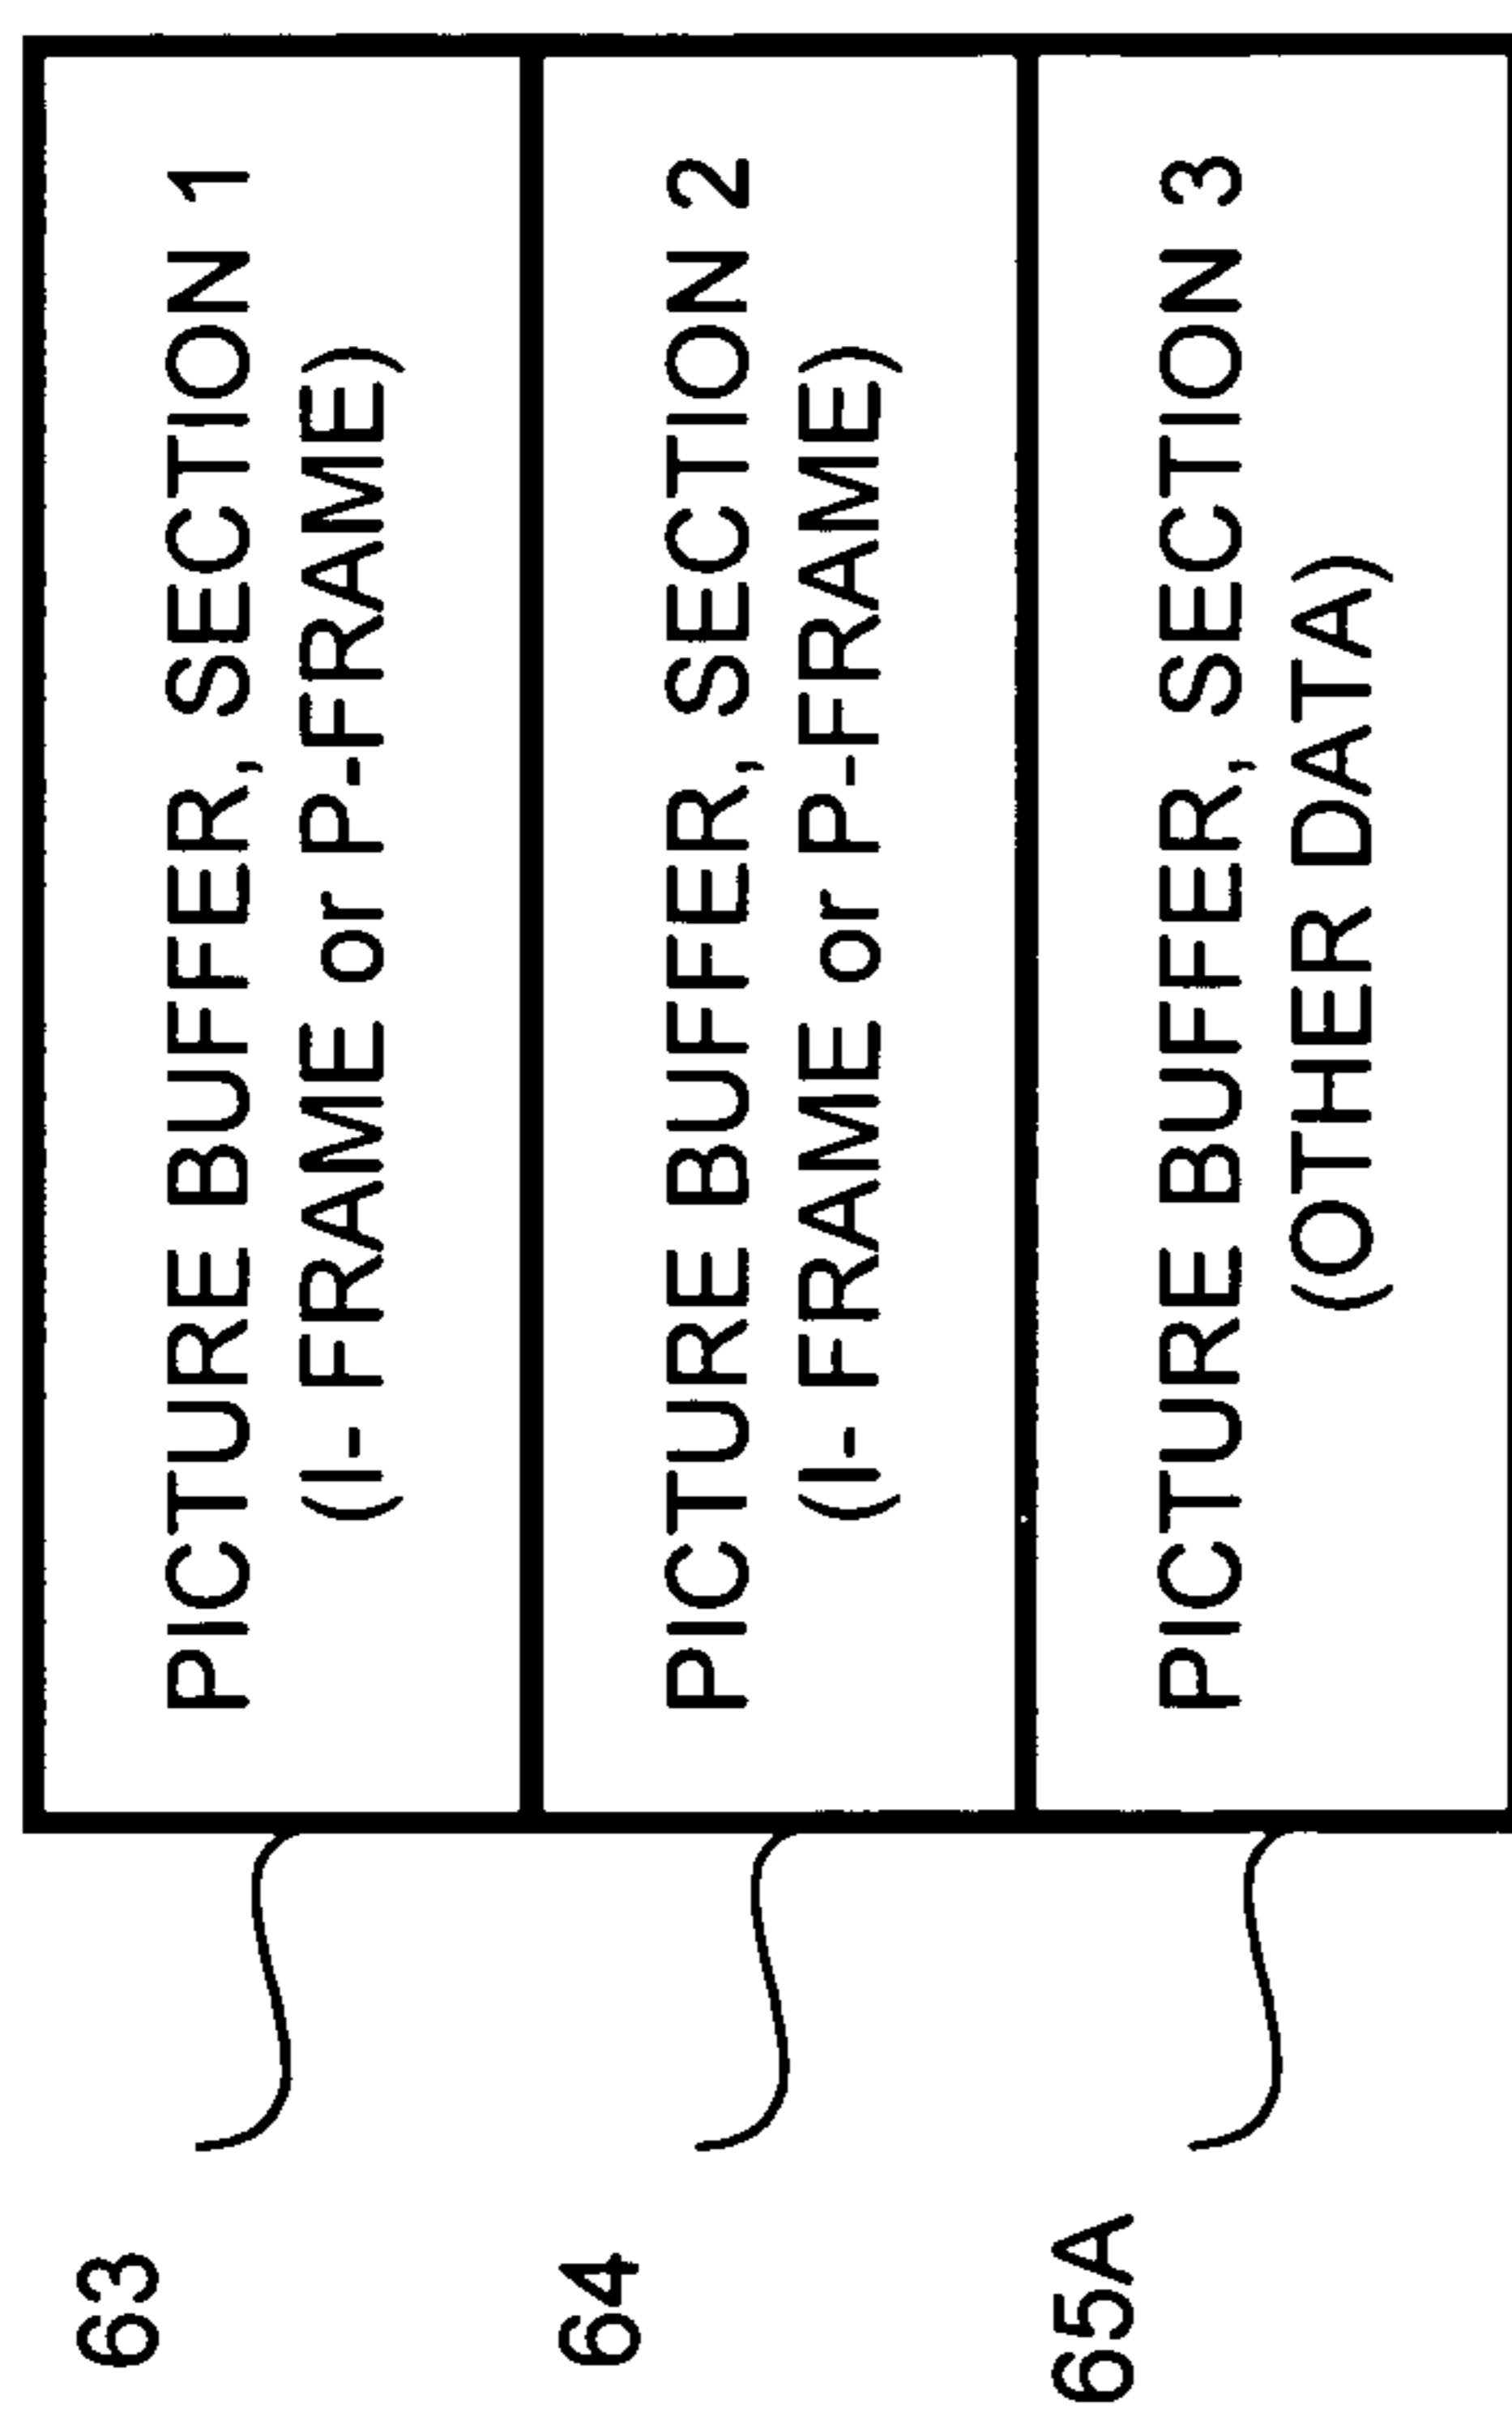 63
PICTURE BUFFER, SECTION 1
(I- FRAME or P-FRAME)
64
PICTURE BUFFER, SECTION 2
(I- FRAME or P-FRAME)
65A
PICTURE BUFFER, SECTION 3
(OTHER DATA)